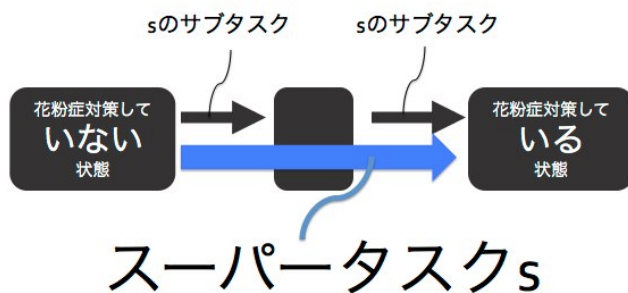 sのサブタスク
sのサブタスク
花粉症対策して
いない
状態
花粉症対策して
いる
状態
スーパータスクs